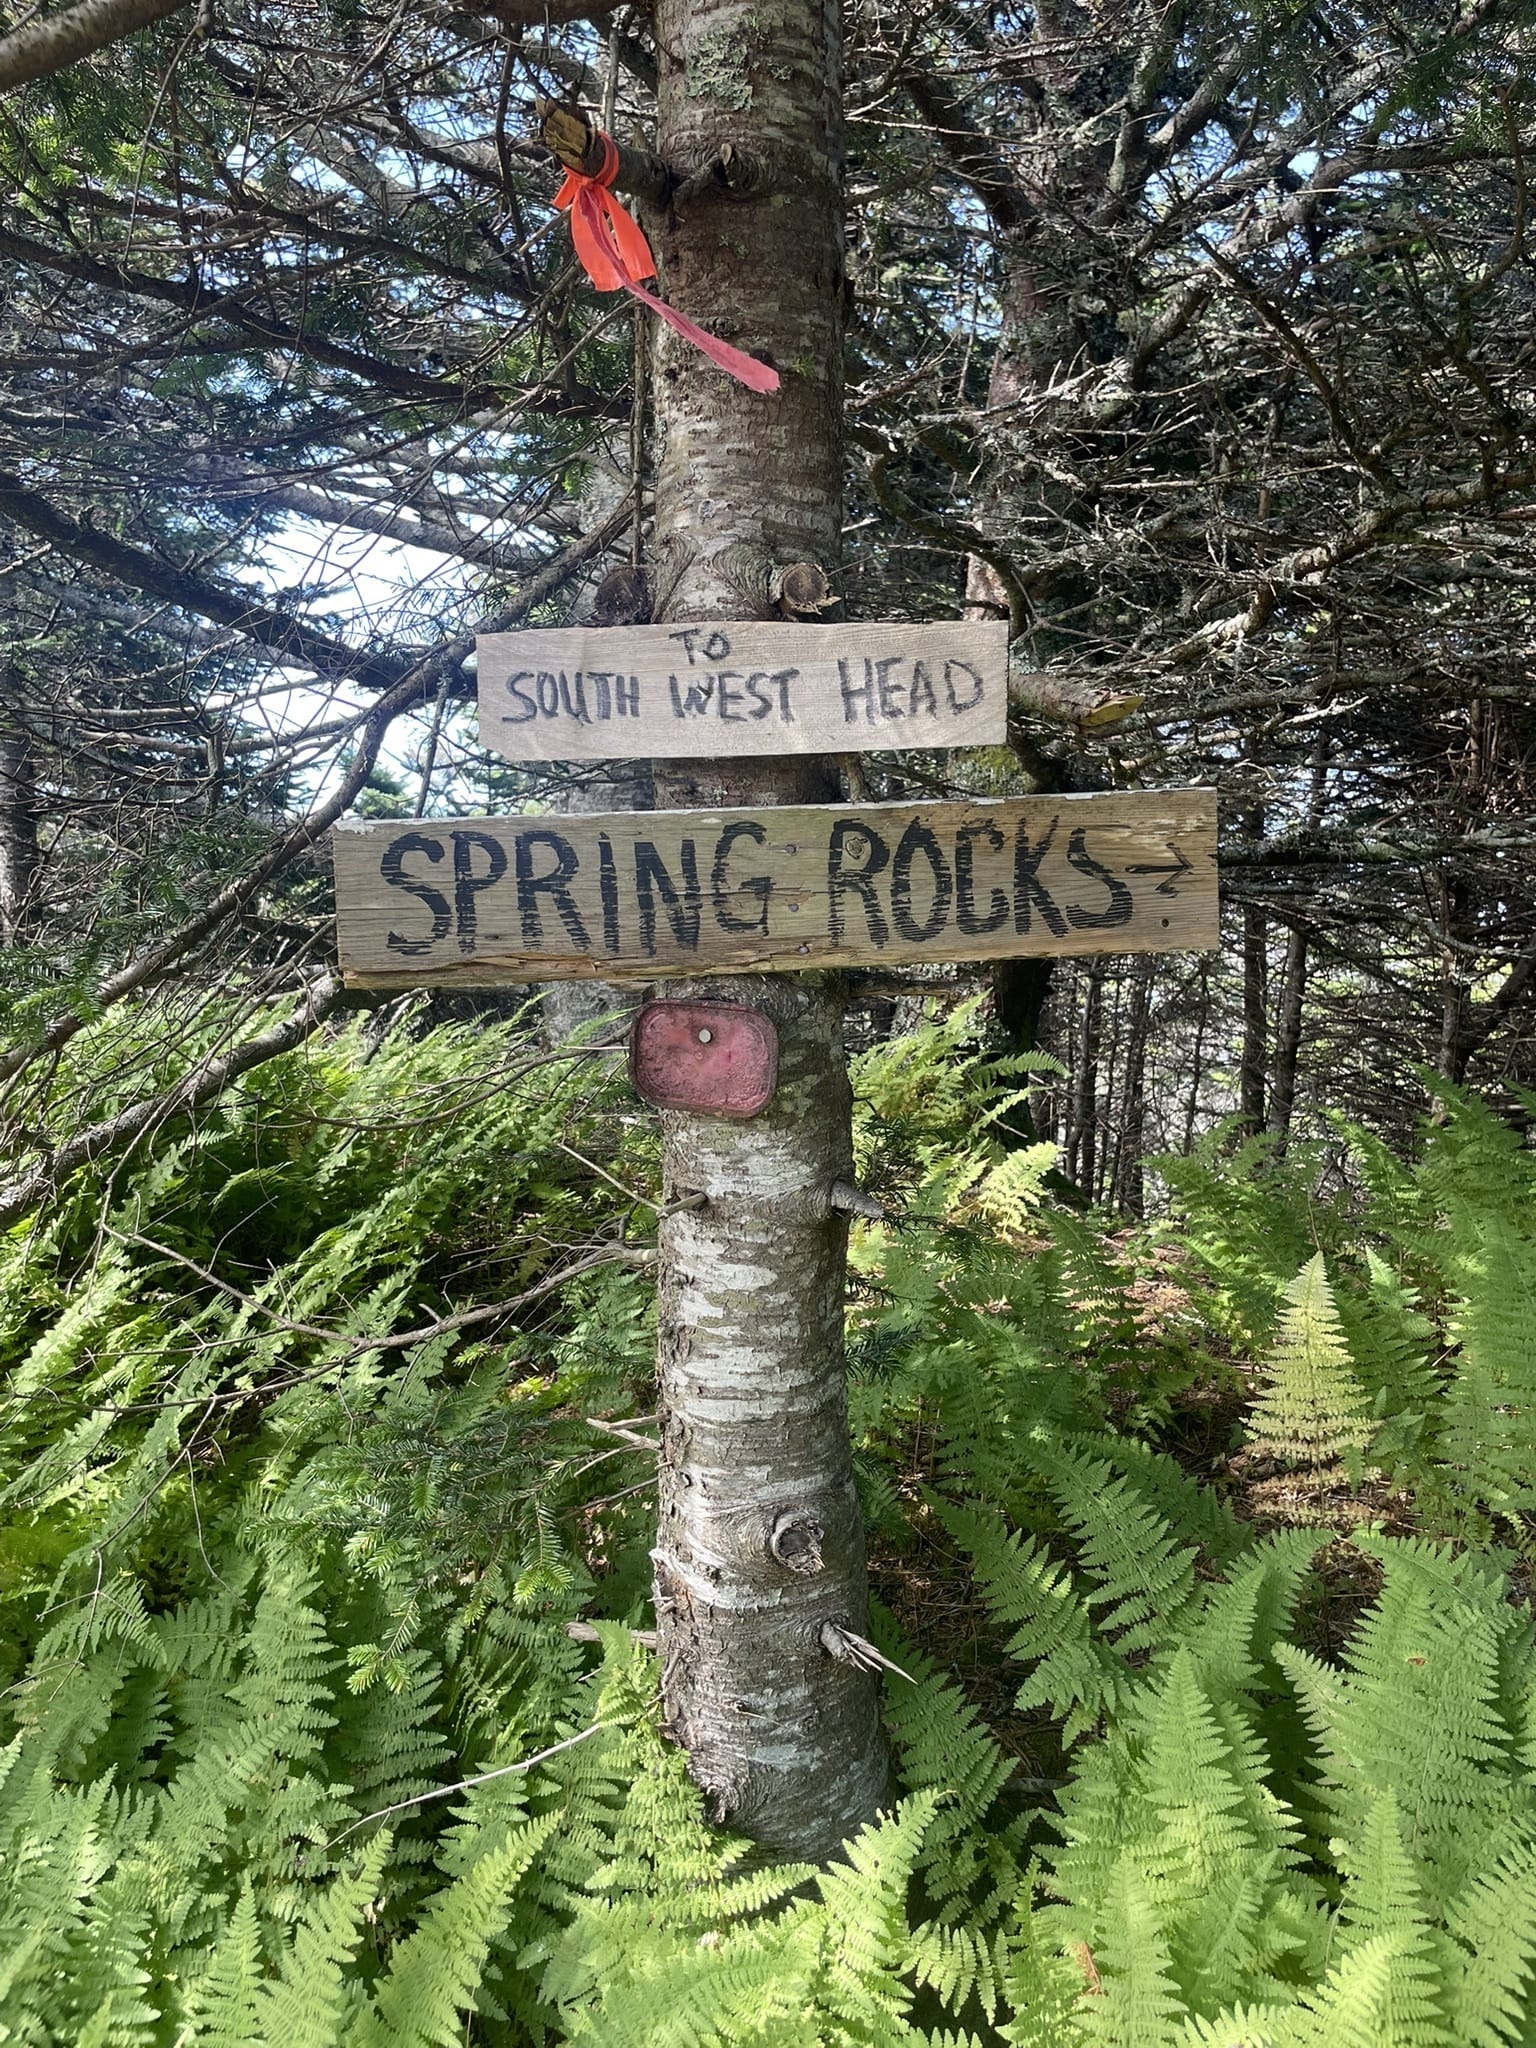 TO
SOUTH WEST HEAD
SPRING ROCKS →